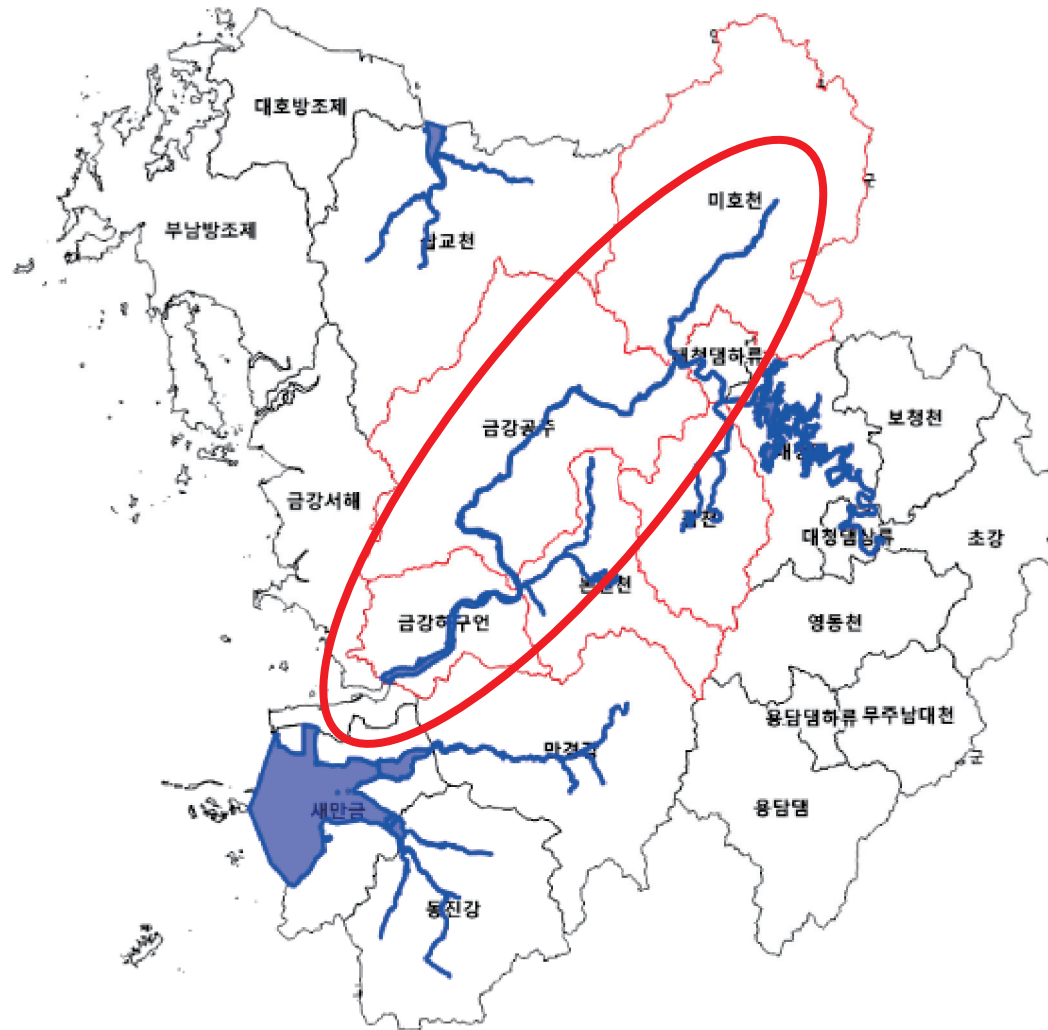 대호방조제
미호천
부남방조제
삽교천
대청댐하류
금강공주
보청천
금강서해
갑천
대청댐상류
초강
논산천
금강하구언
영동천
용담댐하류
무주남대천
군
만경강
새만금
용담댐
동진강
군